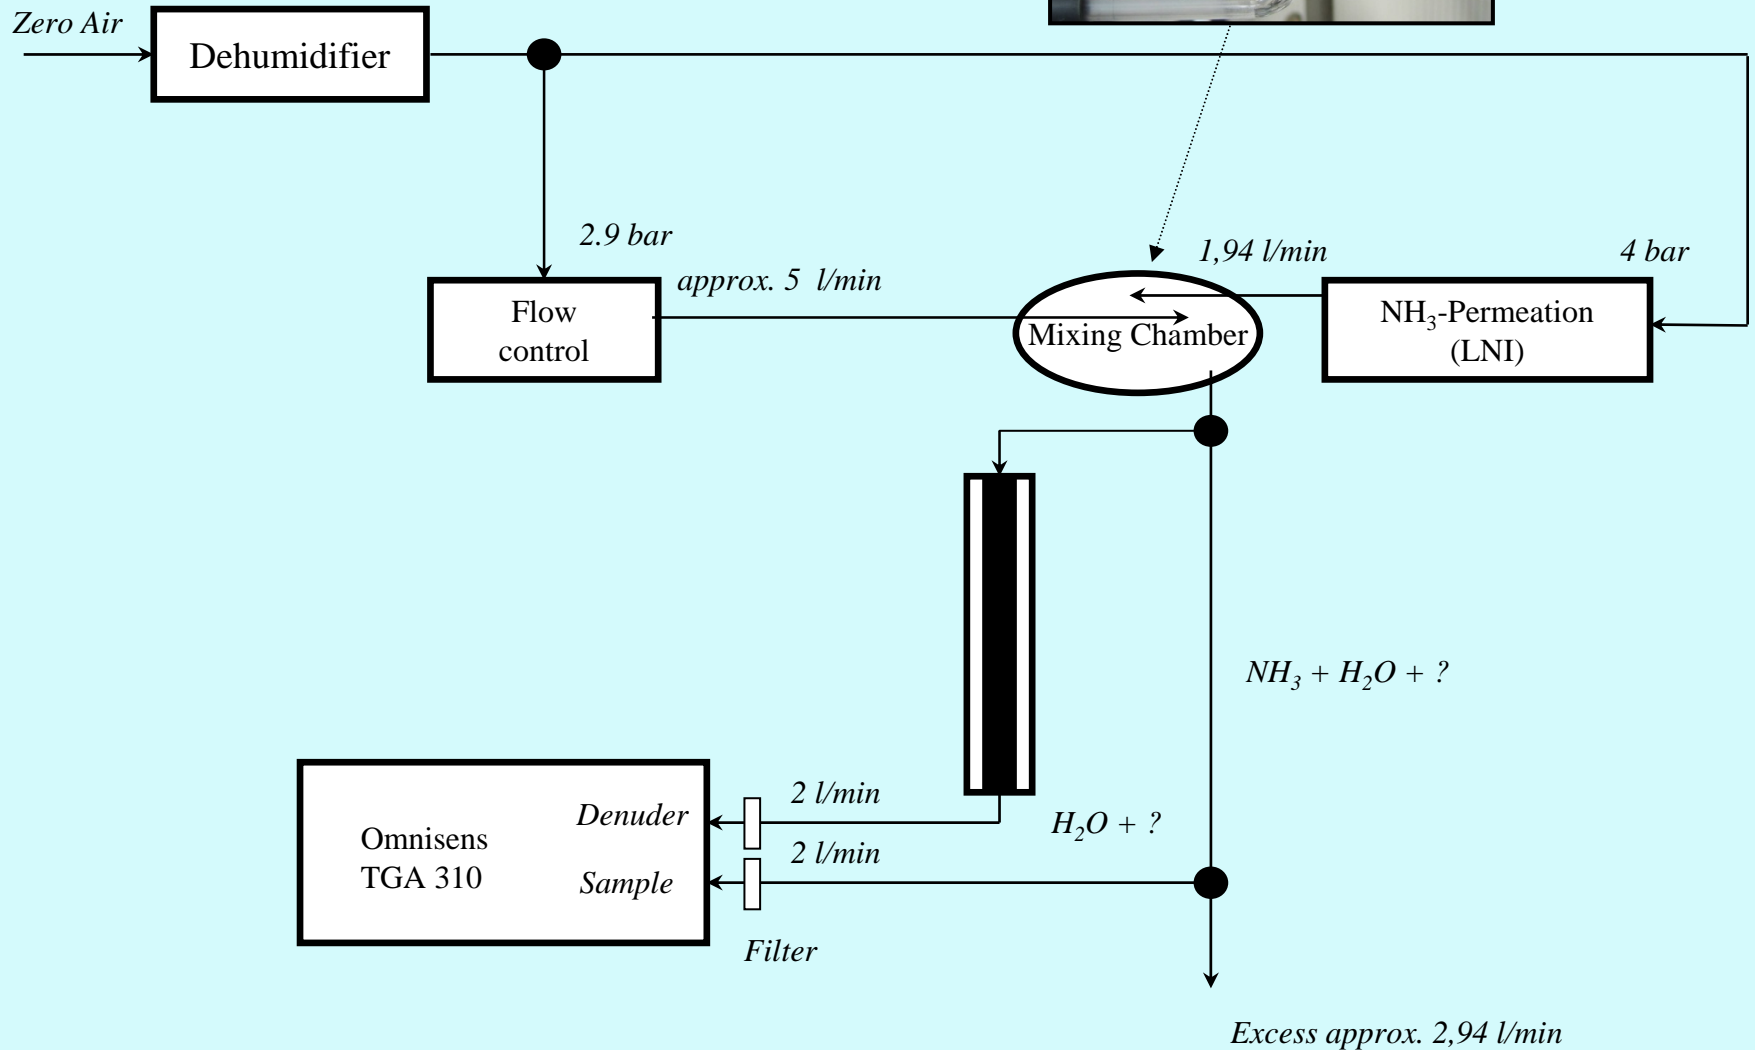 Zero Air
Dehumidifier
2.9 bar
approx. 5 l/min
1,94 l/min
4 bar
Flow
control
Mixing Chamber
NH₃-Permeation
(LNI)
NH₃ + H₂O + ?
2 l/min
Denuder
H₂O + ?
Omnisens
TGA 310
2 l/min
Sample
Filter
Excess approx. 2,94 l/min